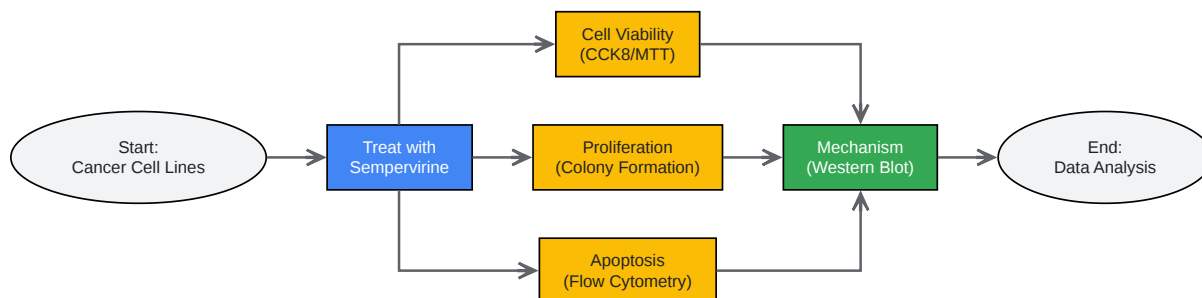 Start:
Cancer Cell Lines
Treat with
Sempervirine
Cell Viability
(CCK8/MTT)
Proliferation
(Colony Formation)
Apoptosis
(Flow Cytometry)
Mechanism
(Western Blot)
End:
Data Analysis